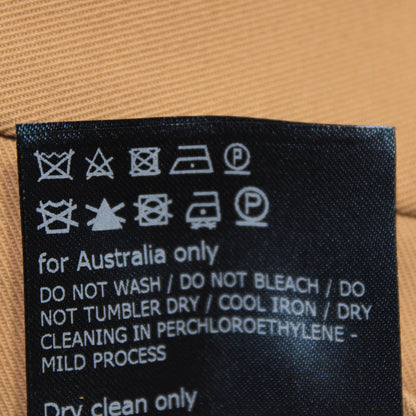 P
P
for Australia only
DO NOT WASH / DO NOT BLEACH / DO
NOT TUMBLER DRY / COOL IRON / DRY
CLEANING IN PERCHLOROETHYLENE -
MILD PROCESS
Dry clean only